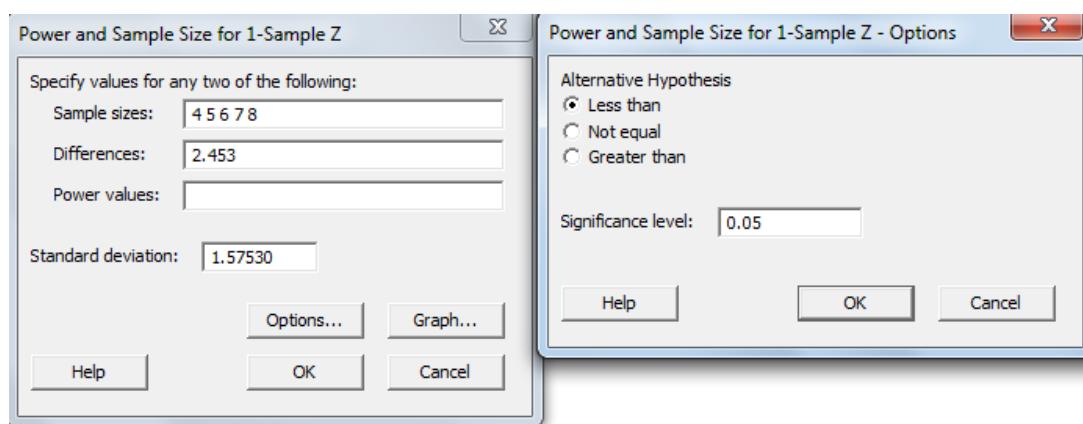 Power and Sample Size for 1-Sample Z
Specify values for any two of the following:
Sample sizes: 4 5 6 7 8
Differences: 2.453
Power values:
Standard deviation: 1.57530
Options... Graph...
Help OK Cancel
Power and Sample Size for 1-Sample Z - Options
Alternative Hypothesis
Less than
Not equal
Greater than
Significance level: 0.05
Help OK Cancel